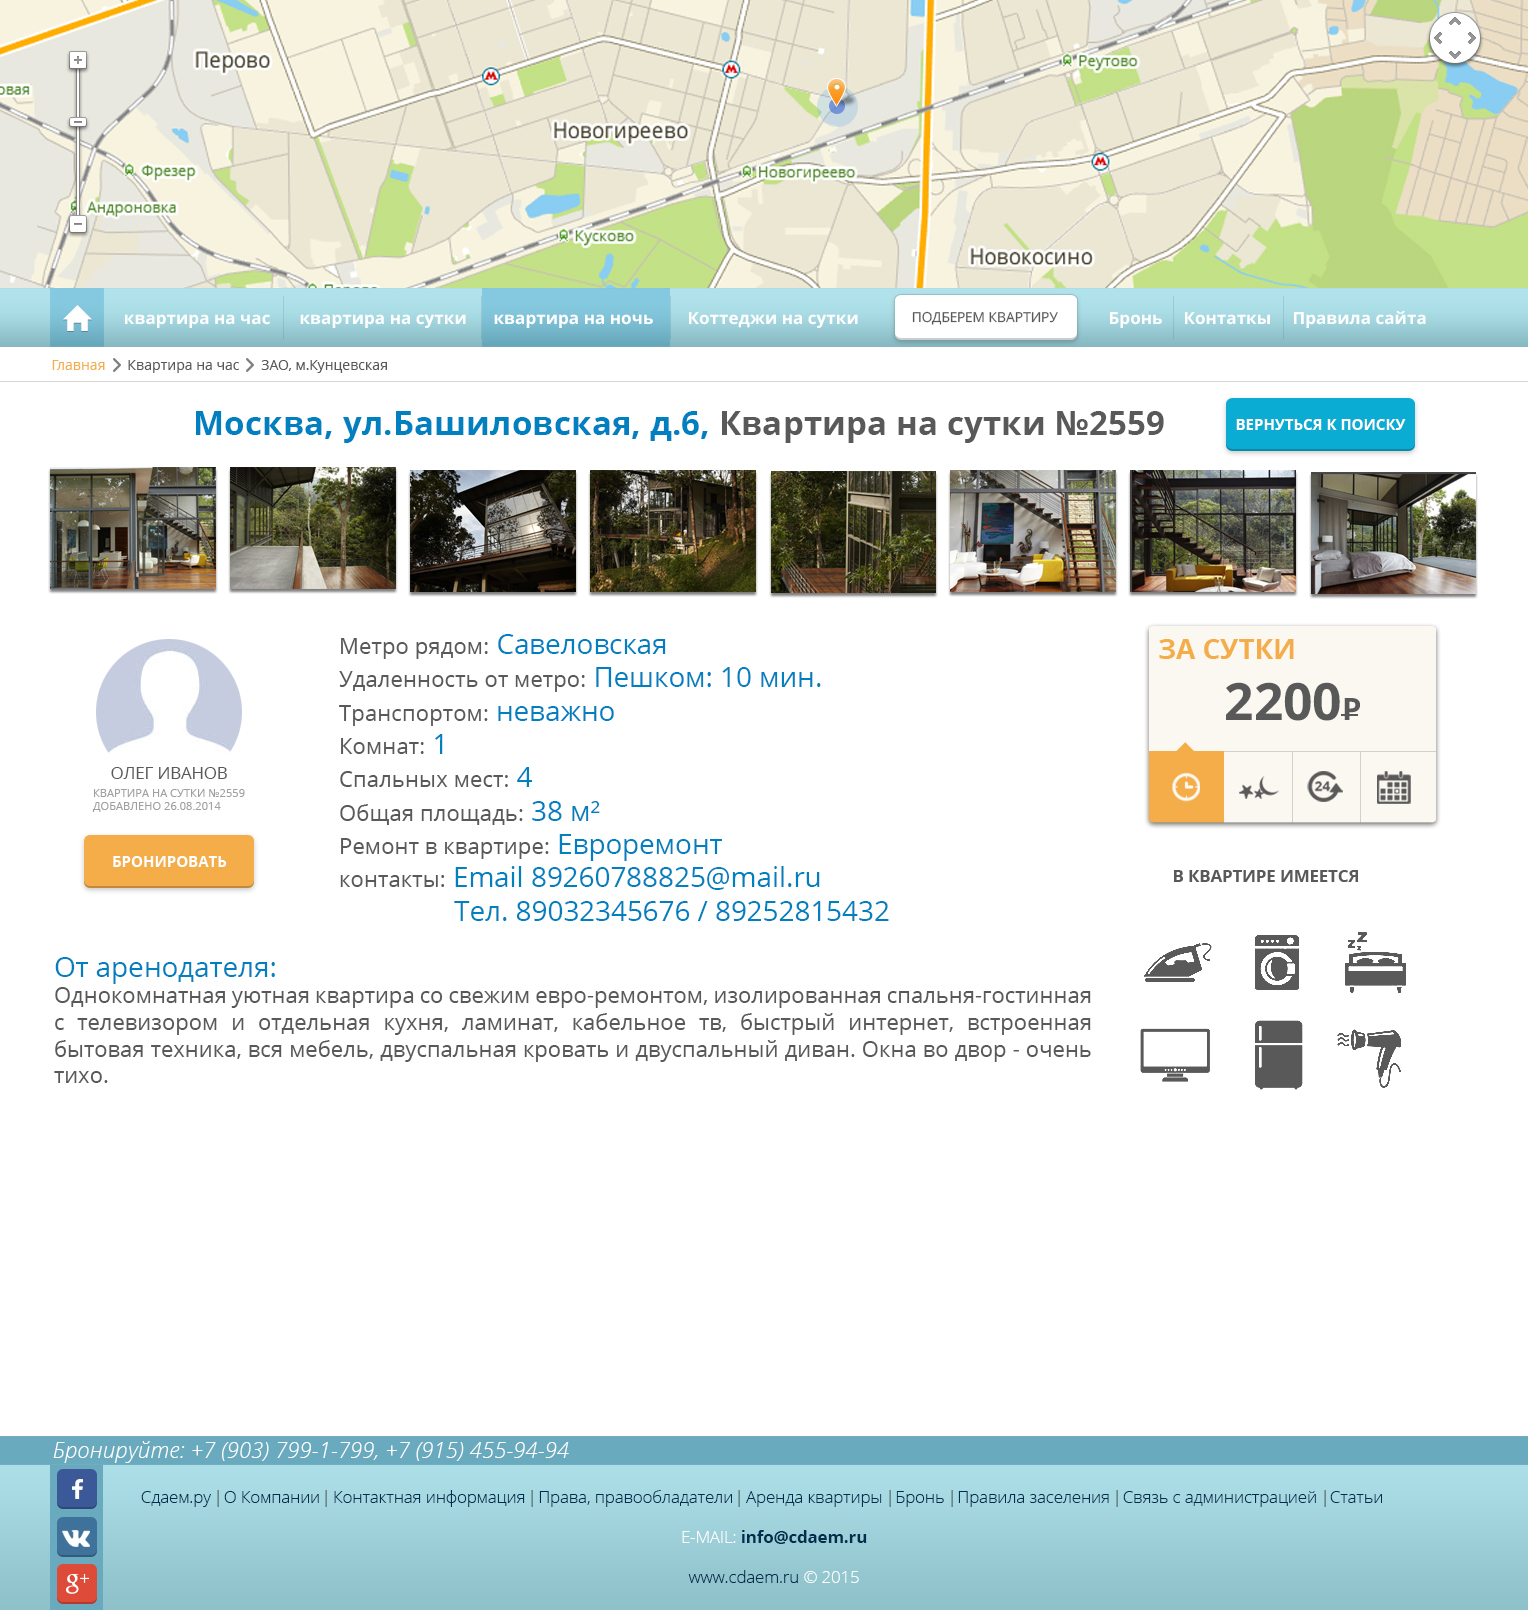 Перово
Реутово
овая
Новогиреево
Фрезер
Новогиреево
Андроновка
Кусково
Новокосино
Перово
квартира на час
квартира на сутки
квартира на ночь
Коттеджи на сутки
ПОДБЕРЕМ КВАРТИРУ
Бронь
Контаткы
Правила сайта
Главная
Квартира на час
ЗАО, м.Кунцевская
Москва, ул.Башиловская, д.6, Квартира на сутки №2559
ВЕРНУТЬСЯ К ПОИСКУ
Метро рядом: Савеловская
Удаленность от метро: Пешком: 10 мин.
Транспортом: неважно
Комнат: 1
Спальных мест: 4
Общая площадь: 38 м²
Ремонт в квартире: Евроремонт
контакты: Email 89260788825@mail.ru
Тел. 89032345676 / 89252815432
ОЛЕГ ИВАНОВ
КВАРТИРА НА СУТКИ №2559
ДОБАВЛЕНО 26.08.2014
БРОНИРОВАТЬ
ЗА СУТКИ
2200₽
24
В КВАРТИРЕ ИМЕЕТСЯ
От аренодателя:
Однокомнатная уютная квартира со свежим евро-ремонтом, изолированная спальня-гостинная
с телевизором и отдельная кухня, ламинат, кабельное тв, быстрый интернет, встроенная
бытовая техника, вся мебель, двуспальная кровать и двуспальный диван. Окна во двор - очень
тихо.
Бронируйте: +7 (903) 799-1-799, +7 (915) 455-94-94
Сдаем.ру | О Компании | Контактная информация | Права, правообладатели | Аренда квартиры | Бронь | Правила заселения | Связь с администрацией | Статьи
E-MAIL: info@cdaem.ru
www.cdaem.ru © 2015